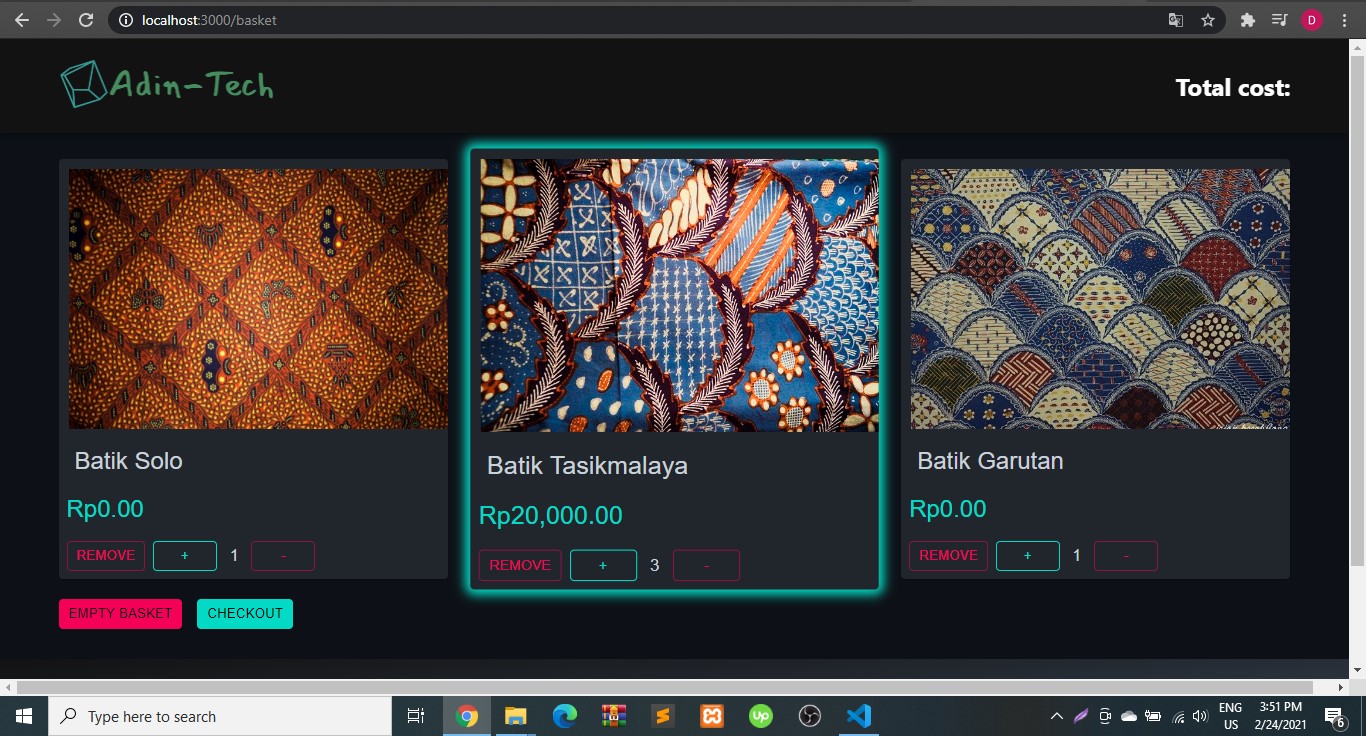 localhost:3000/basket
D
Adin-Tech
Total cost:
Batik Solo
Rp0.00
REMOVE + 1 -
Batik Tasikmalaya
Rp20,000.00
REMOVE + 3 -
Batik Garutan
Rp0.00
REMOVE + 1 -
EMPTY BASKET CHECKOUT
Type here to search
Up
ENG
US
3:51 PM
2/24/2021
6